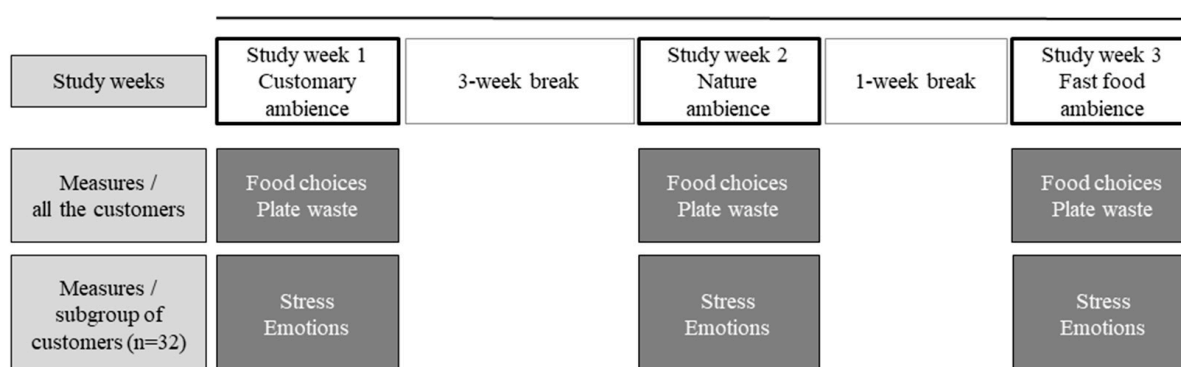 Study weeks
Study week 1
Customary
ambience
3-week break
Study week 2
Nature
ambience
1-week break
Study week 3
Fast food
ambience
Measures /
all the customers
Food choices
Plate waste
Food choices
Plate waste
Food choices
Plate waste
Measures /
subgroup of
customers (n=32)
Stress
Emotions
Stress
Emotions
Stress
Emotions